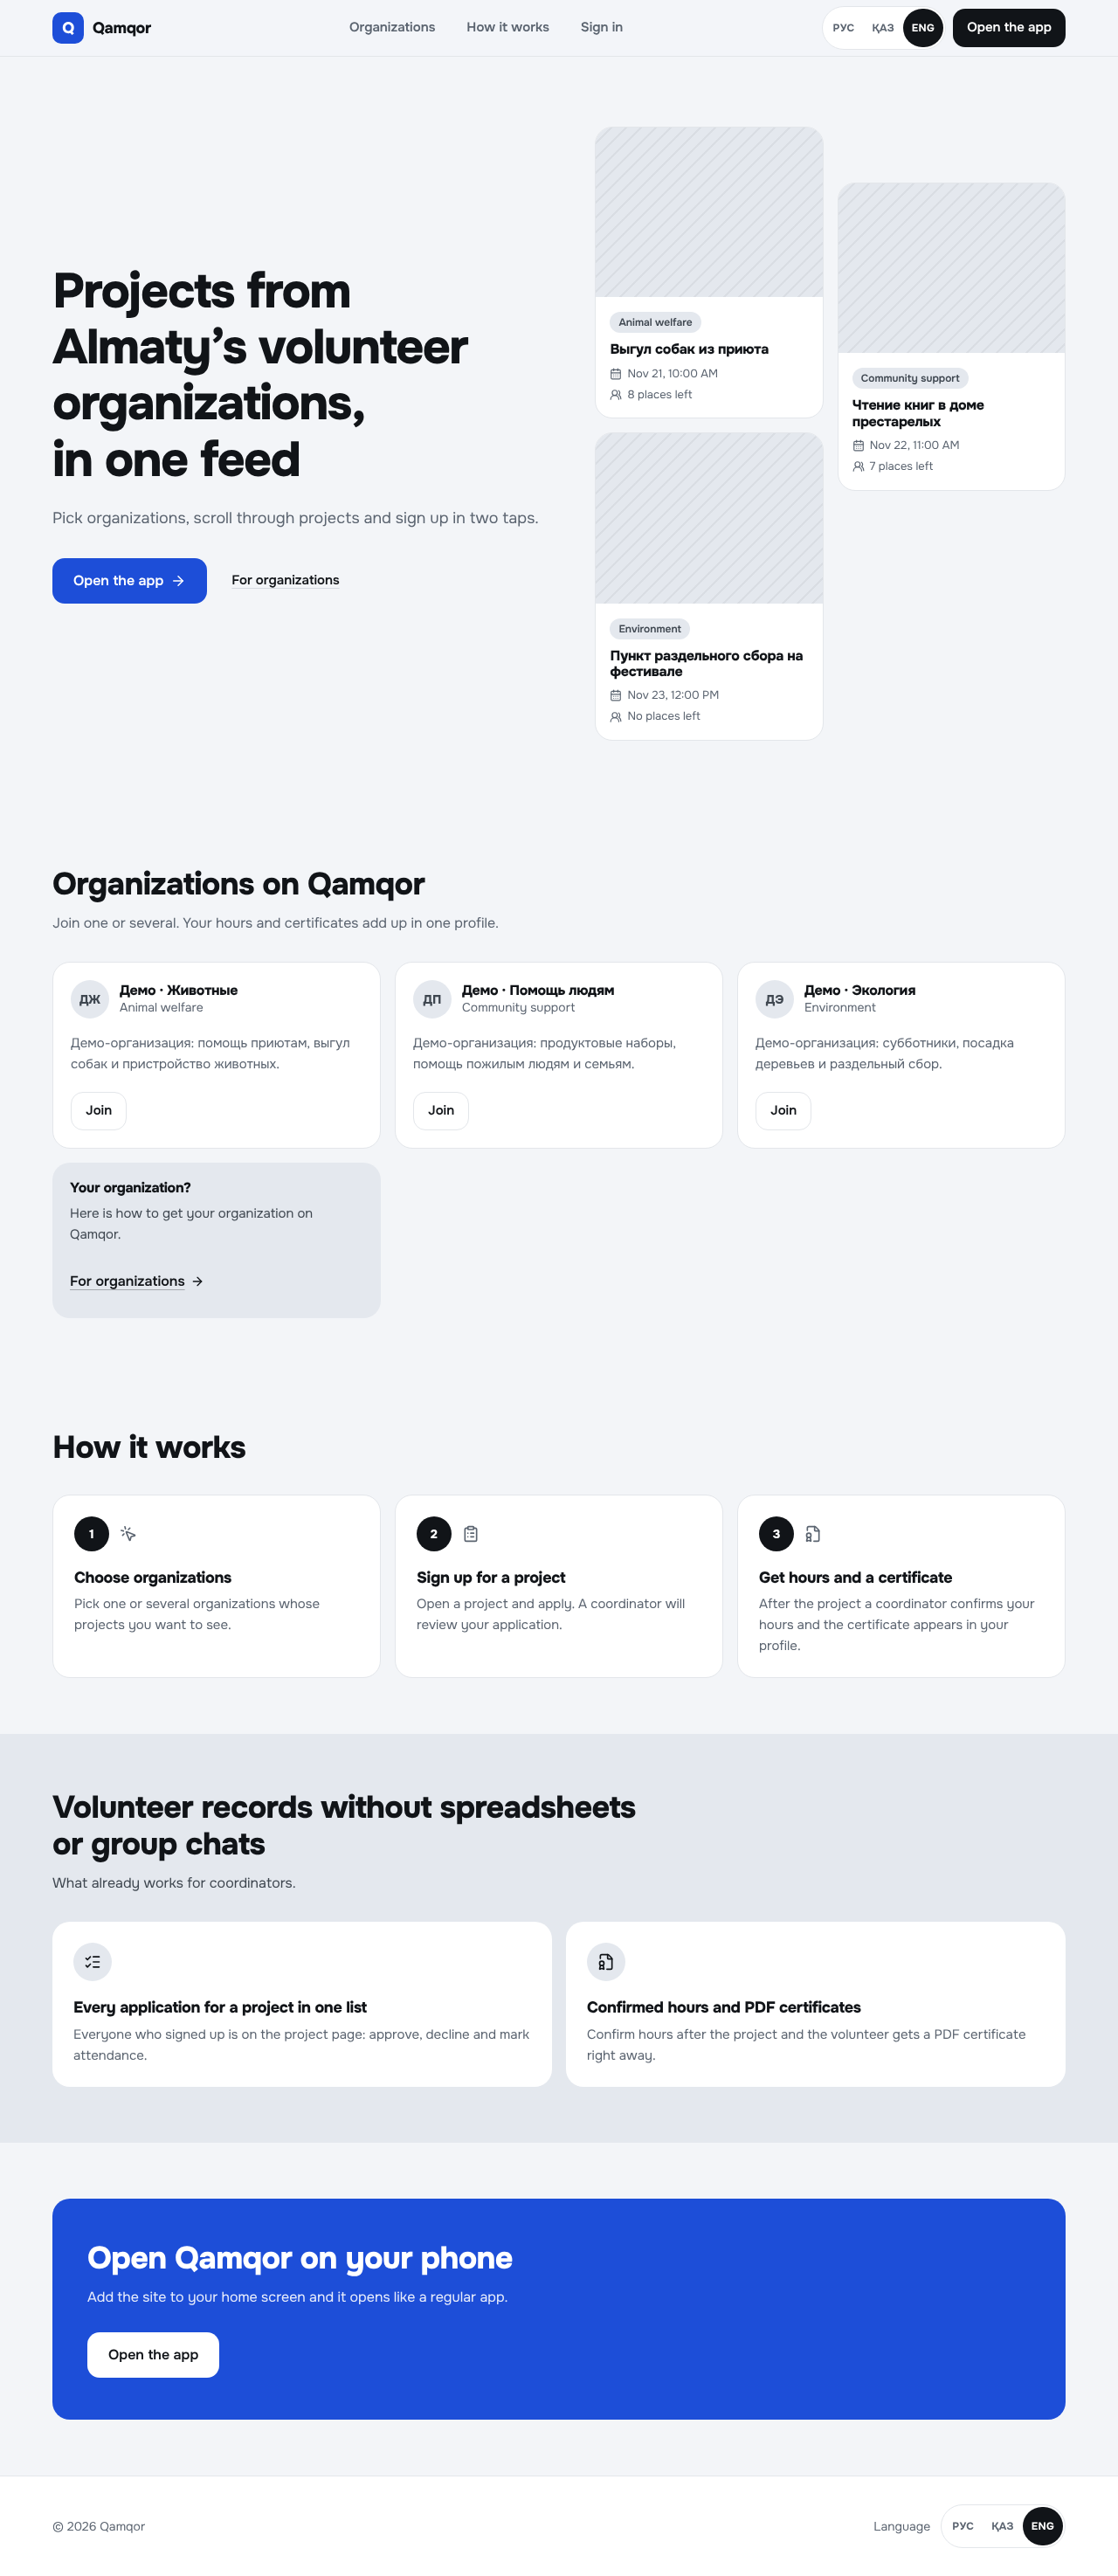 Q Qamqor
Organizations How it works Sign in
РУС ҚАЗ ENG
Open the app
Projects from
Almaty’s volunteer
organizations,
in one feed
Pick organizations, scroll through projects and sign up in two taps.
Open the app →
For organizations
Animal welfare
Выгул собак из приюта
Nov 21, 10:00 AM
8 places left
Community support
Чтение книг в доме
престарелых
Nov 22, 11:00 AM
7 places left
Environment
Пункт раздельного сбора на
фестивале
Nov 23, 12:00 PM
No places left
Organizations on Qamqor
Join one or several. Your hours and certificates add up in one profile.
ДЖ
Демо · Животные
Animal welfare
Демо-организация: помощь приютам, выгул
собак и пристройство животных.
Join
ДП
Демо · Помощь людям
Community support
Демо-организация: продуктовые наборы,
помощь пожилым людям и семьям.
Join
ДЭ
Демо · Экология
Environment
Демо-организация: субботники, посадка
деревьев и раздельный сбор.
Join
Your organization?
Here is how to get your organization on
Qamqor.
For organizations →
How it works
1
Choose organizations
Pick one or several organizations whose
projects you want to see.
2
Sign up for a project
Open a project and apply. A coordinator will
review your application.
3
Get hours and a certificate
After the project a coordinator confirms your
hours and the certificate appears in your
profile.
Volunteer records without spreadsheets
or group chats
What already works for coordinators.
Every application for a project in one list
Everyone who signed up is on the project page: approve, decline and mark
attendance.
Confirmed hours and PDF certificates
Confirm hours after the project and the volunteer gets a PDF certificate
right away.
Open Qamqor on your phone
Add the site to your home screen and it opens like a regular app.
Open the app
© 2026 Qamqor
Language РУС ҚАЗ ENG